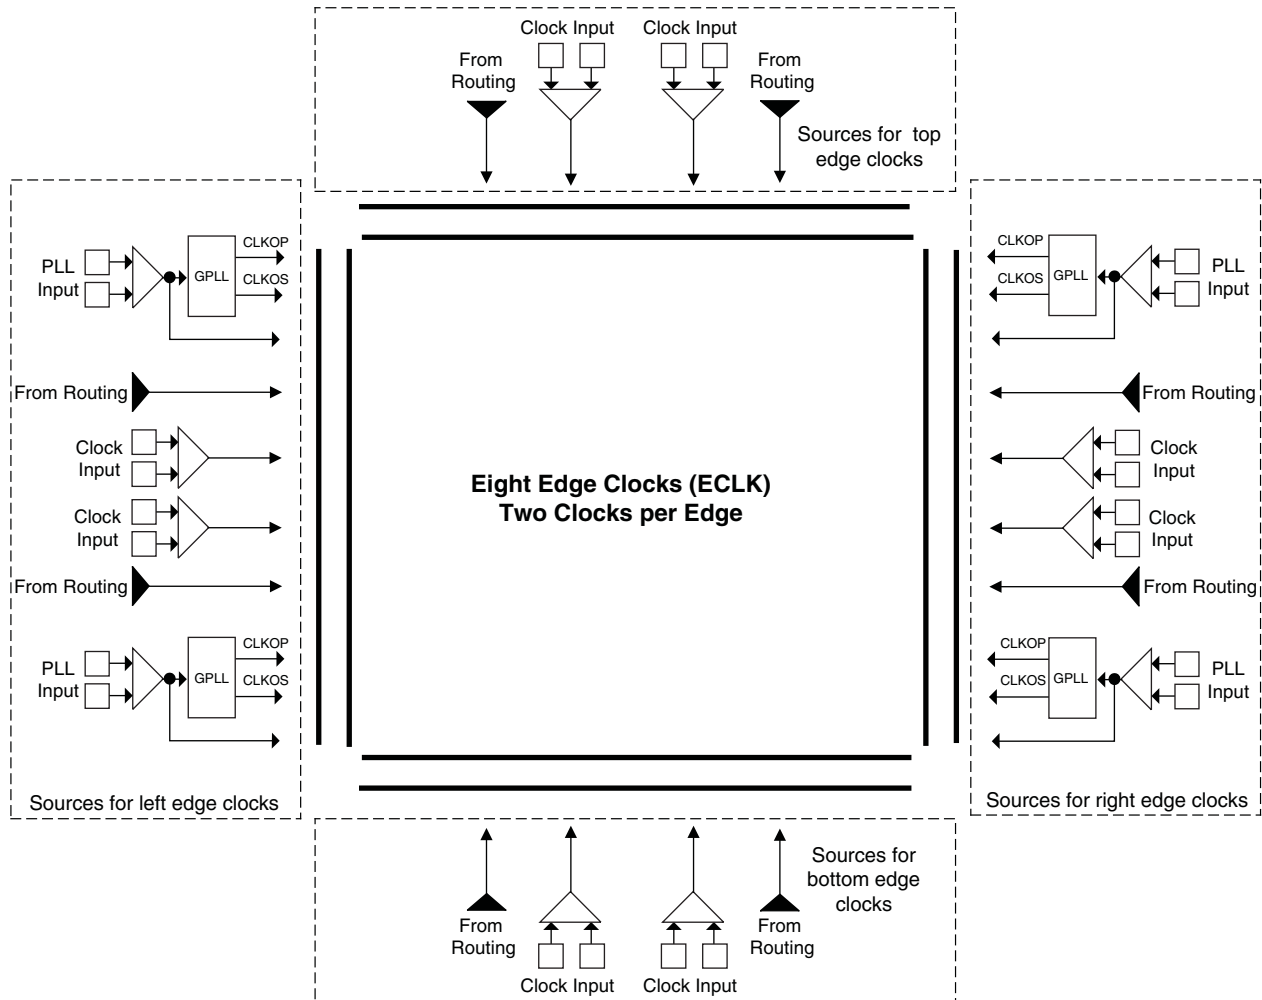 Clock Input
Clock Input
From
Routing
From
Routing
Sources for top
edge clocks
PLL
Input
GPLL
CLKOP
CLKOS
From Routing
Clock
Input
Clock
Input
From Routing
PLL
Input
GPLL
CLKOP
CLKOS
Sources for left edge clocks
Eight Edge Clocks (ECLK)
Two Clocks per Edge
CLKOP
CLKOS
GPLL
PLL
Input
From Routing
Clock
Input
Clock
Input
From Routing
CLKOP
CLKOS
GPLL
PLL
Input
Sources for right edge clocks
Sources for
bottom edge
clocks
From
Routing
Clock Input
Clock Input
From
Routing